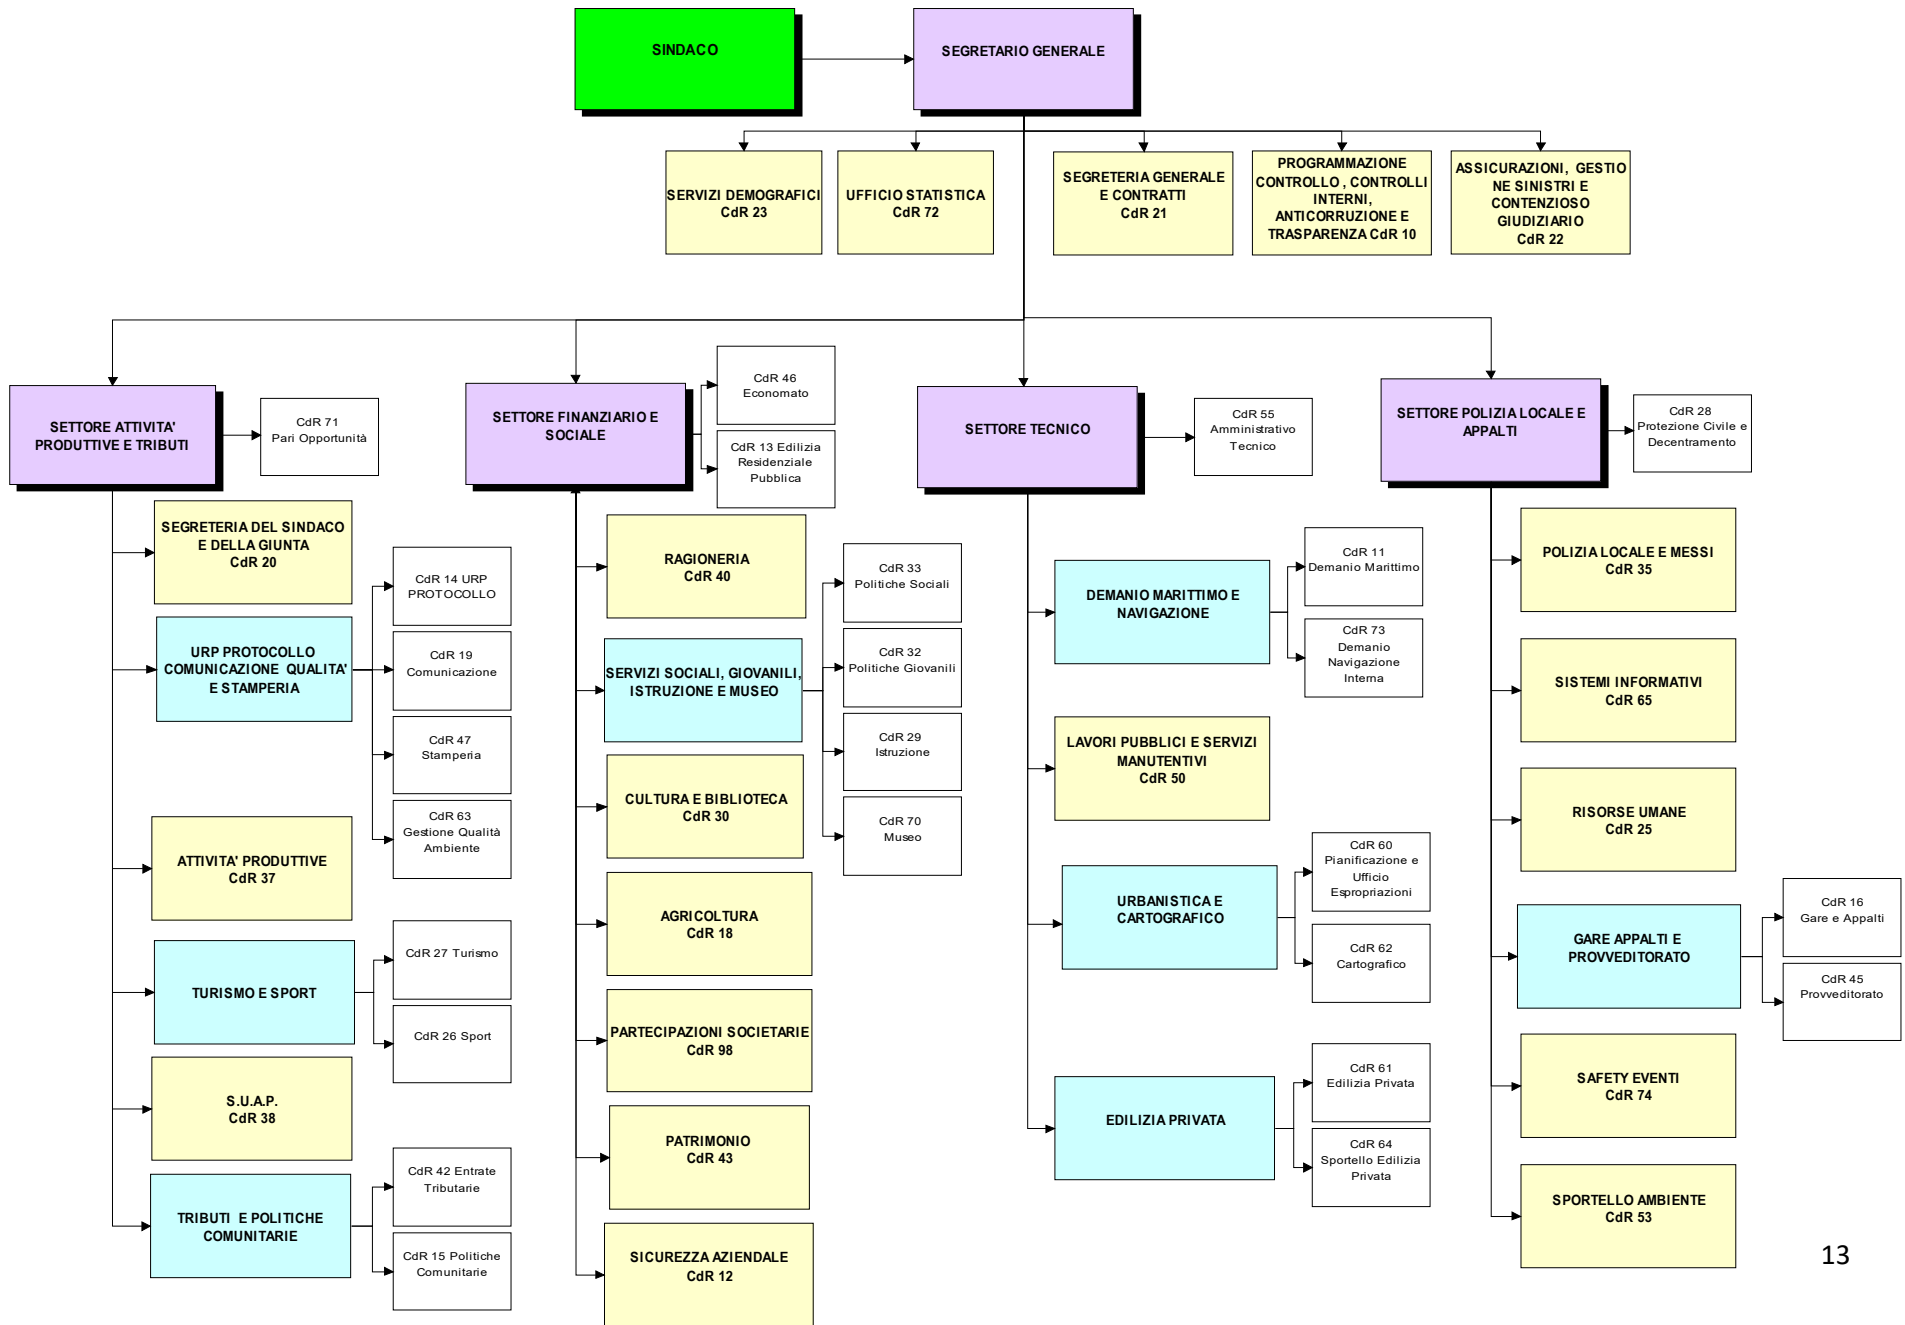 SINDACO
SEGRETARIO GENERALE
SERVIZI DEMOGRAFICI
CdR 23
UFFICIO STATISTICA
CdR 72
SEGRETERIA GENERALE
E CONTRATTI
CdR 21
PROGRAMMAZIONE
CONTROLLO , CONTROLLI
INTERNI,
ANTICORRUZIONE E
TRASPARENZA CdR 10
ASSICURAZIONI, GESTIO
NE SINISTRI E
CONTENZIOSO
GIUDIZIARIO
CdR 22
SETTORE ATTIVITA'
PRODUTTIVE E TRIBUTI
CdR 71
Pari Opportunità
SEGRETERIA DEL SINDACO
E DELLA GIUNTA
CdR 20
URP PROTOCOLLO
COMUNICAZIONE QUALITA'
E STAMPERIA
CdR 14 URP
PROTOCOLLO
CdR 19
Comunicazione
CdR 47
Stamperia
CdR 63
Gestione Qualità
Ambiente
ATTIVITA' PRODUTTIVE
CdR 37
TURISMO E SPORT
CdR 27 Turismo
CdR 26 Sport
S.U.A.P.
CdR 38
TRIBUTI E POLITICHE
COMUNITARIE
CdR 42 Entrate
Tributarie
CdR 15 Politiche
Comunitarie
SETTORE FINANZIARIO E
SOCIALE
CdR 46
Economato
CdR 13 Edilizia
Residenziale
Pubblica
RAGIONERIA
CdR 40
SERVIZI SOCIALI, GIOVANILI,
ISTRUZIONE E MUSEO
CdR 33
Politiche Sociali
CdR 32
Politiche Giovanili
CdR 29
Istruzione
CdR 70
Museo
CULTURA E BIBLIOTECA
CdR 30
AGRICOLTURA
CdR 18
PARTECIPAZIONI SOCIETARIE
CdR 98
PATRIMONIO
CdR 43
SICUREZZA AZIENDALE
CdR 12
SETTORE TECNICO
CdR 55
Amministrativo
Tecnico
DEMANIO MARITTIMO E
NAVIGAZIONE
CdR 11
Demanio Marittimo
CdR 73
Demanio
Navigazione
Interna
LAVORI PUBBLICI E SERVIZI
MANUTENTIVI
CdR 50
URBANISTICA E
CARTOGRAFICO
CdR 60
Pianificazione e
Ufficio
Espropriazioni
CdR 62
Cartografico
EDILIZIA PRIVATA
CdR 61
Edilizia Privata
CdR 64
Sportello Edilizia
Privata
SETTORE POLIZIA LOCALE E
APPALTI
CdR 28
Protezione Civile e
Decentramento
POLIZIA LOCALE E MESSI
CdR 35
SISTEMI INFORMATIVI
CdR 65
RISORSE UMANE
CdR 25
GARE APPALTI E
PROVVEDITORATO
CdR 16
Gare e Appalti
CdR 45
Provveditorato
SAFETY EVENTI
CdR 74
SPORTELLO AMBIENTE
CdR 53
13